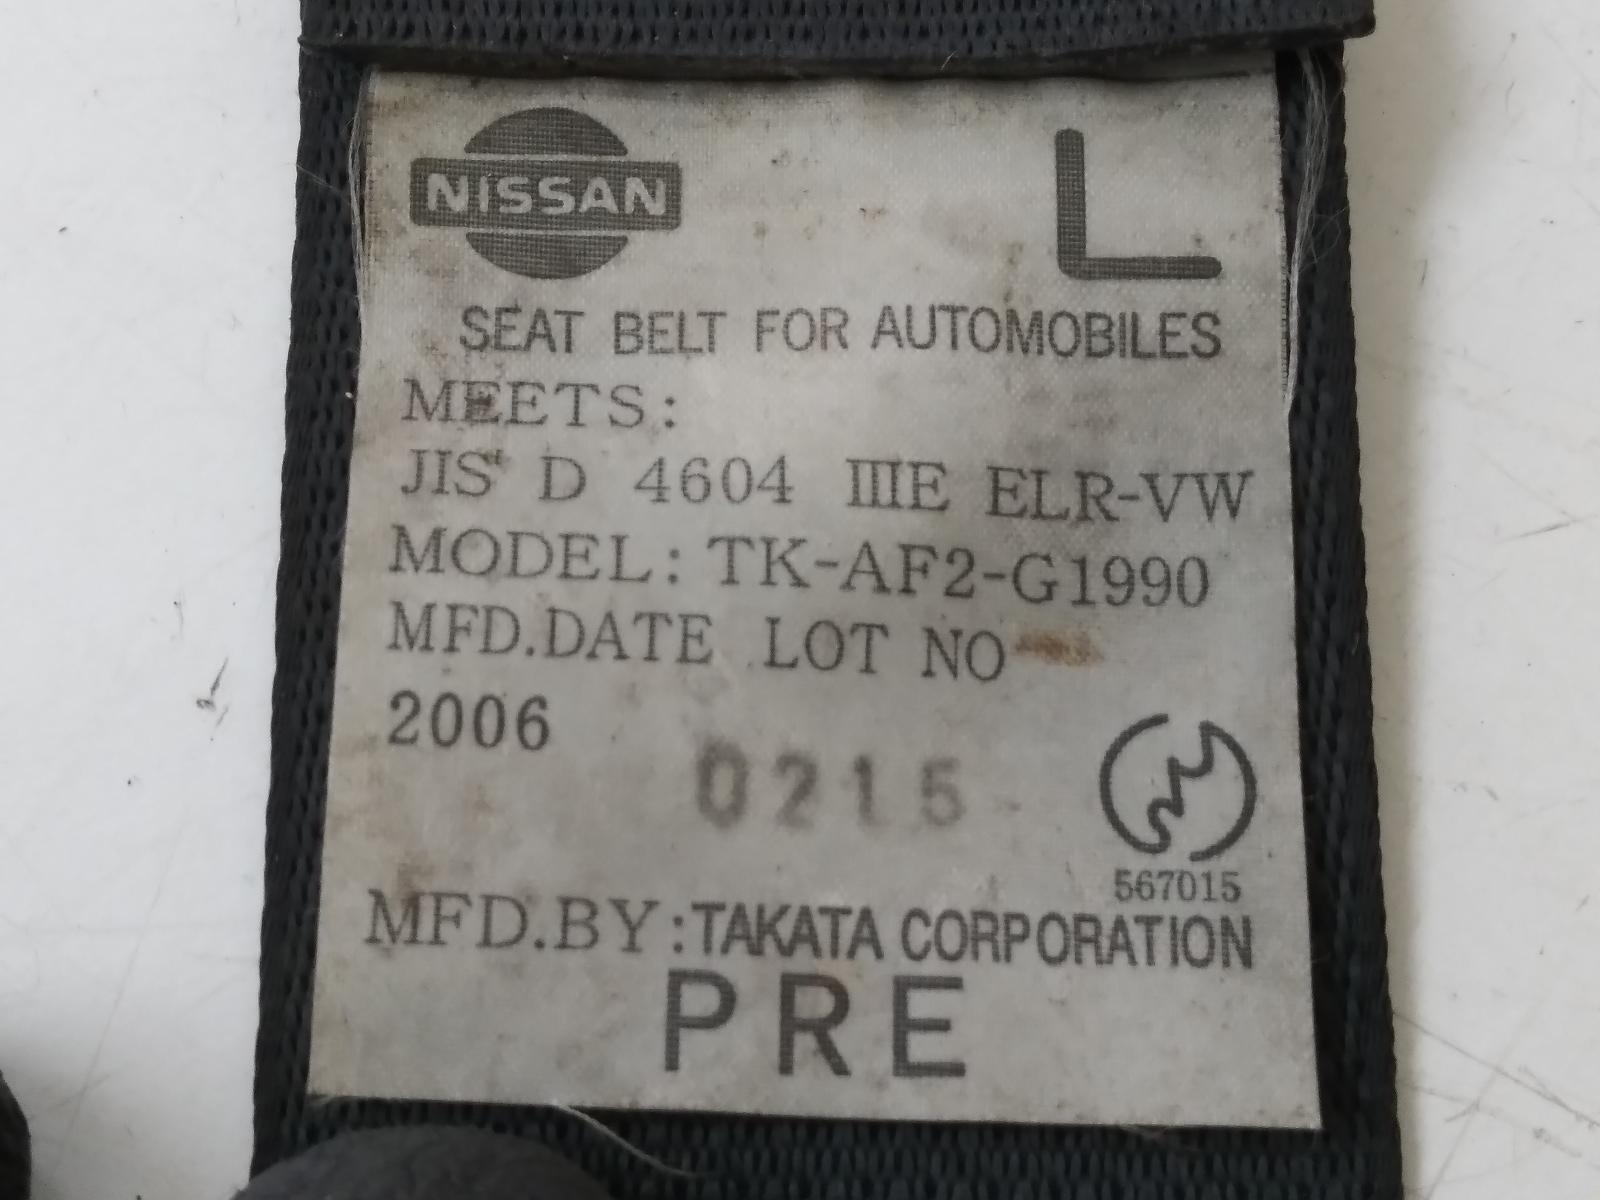 NISSAN L
SEAT BELT FOR AUTOMOBILES
MEETS:
JIS D 4604 IIIE ELR-VW
MODEL: TK-AF2-G1990
MFD.DATE LOT NO
2006
0215
567015
MFD.BY:TAKATA CORPORATION
PRE